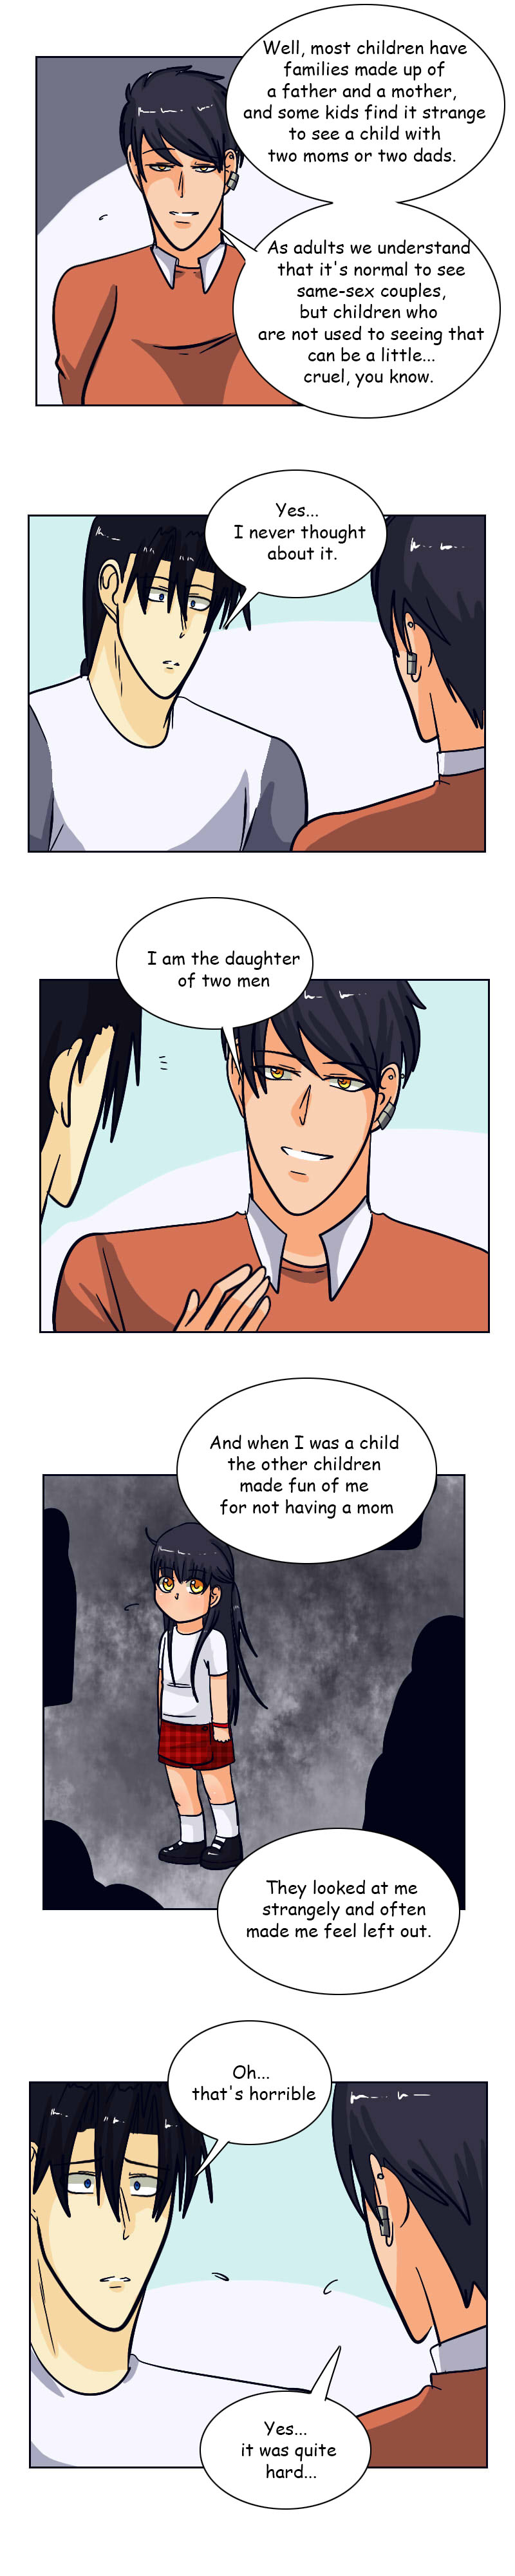 Well, most children have
families made up of
a father and a mother,
and some kids find it strange
to see a child with
two moms or two dads.
As adults we understand
that it's normal to see
same-sex couples,
but children who
are not used to seeing that
can be a little...
cruel, you know.
Yes...
I never thought
about it.
I am the daughter
of two men
And when I was a child
the other children
made fun of me
for not having a mom
They looked at me
strangely and often
made me feel left out.
Oh...
that's horrible
Yes...
it was quite
hard...